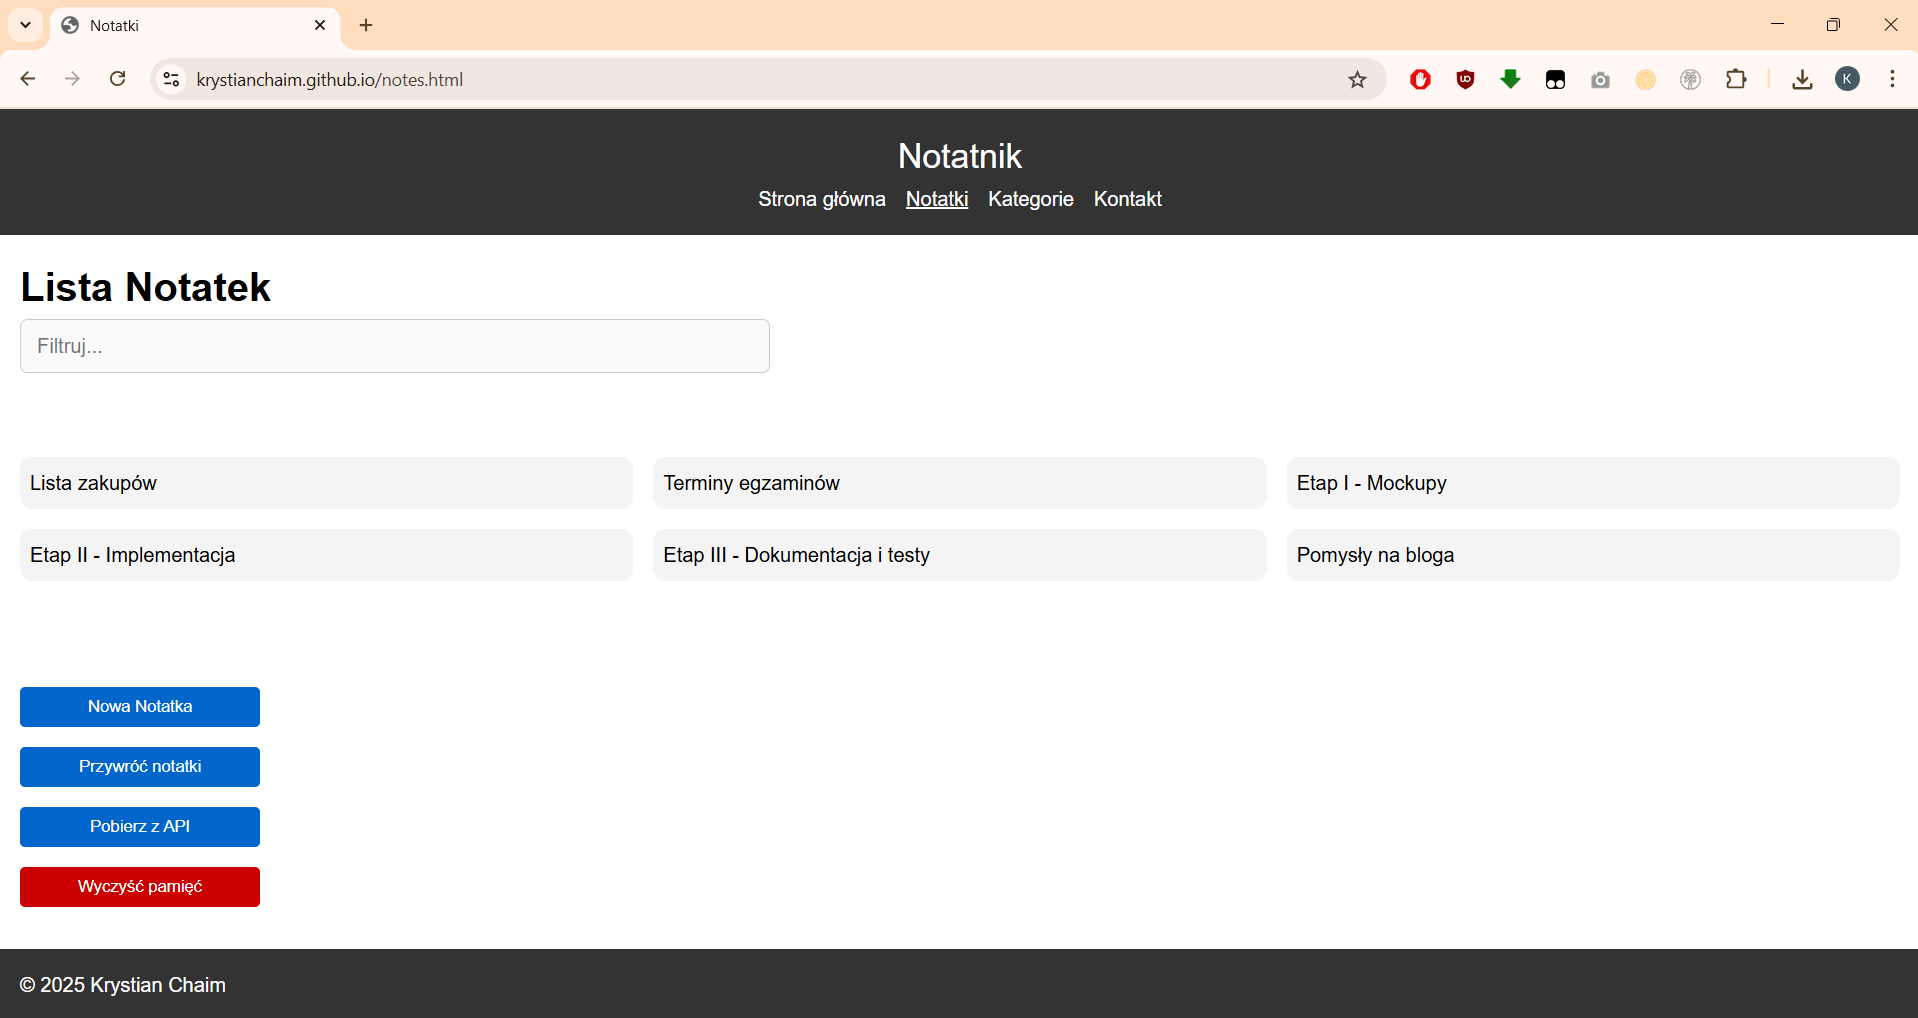 Notatki
krystianchaim.github.io/notes.html
K
Notatnik
Strona główna Notatki Kategorie Kontakt
Lista Notatek
Filtruj...
Lista zakupów Terminy egzaminów Etap I - Mockupy
Etap II - Implementacja Etap III - Dokumentacja i testy Pomysły na bloga
Nowa Notatka
Przywróć notatki
Pobierz z API
Wyczyść pamięć
© 2025 Krystian Chaim